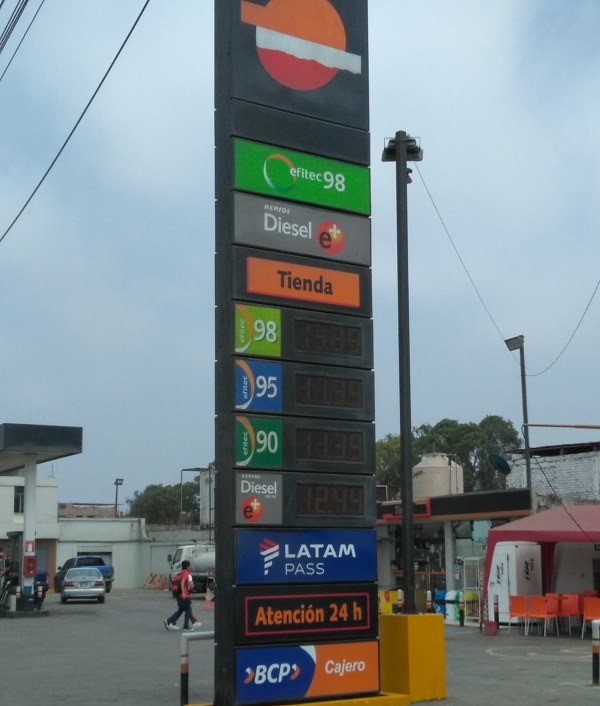 efitec 98
REPSOL
Diesel e+
Tienda
efitec 98
efitec 95
efitec 90
REPSOL
Diesel
e+
LATAM
PASS
Atención 24 h
BCP Cajero